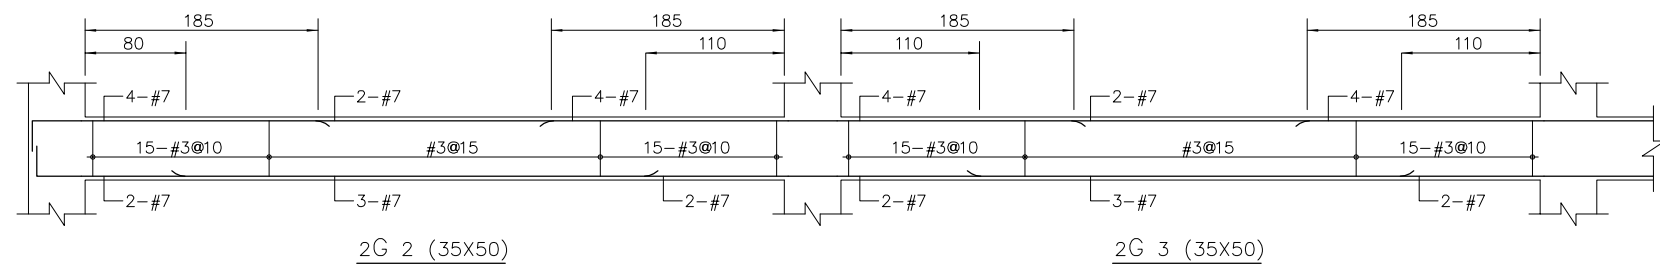 185 185 185 185
80 110 110 110
4-#7 2-#7 4-#7 4-#7 2-#7 4-#7
15-#3@10 #3@15 15-#3@10 15-#3@10 #3@15 15-#3@10
2-#7 3-#7 2-#7 2-#7 3-#7 2-#7
2G 2 (35X50) 2G 3 (35X50)